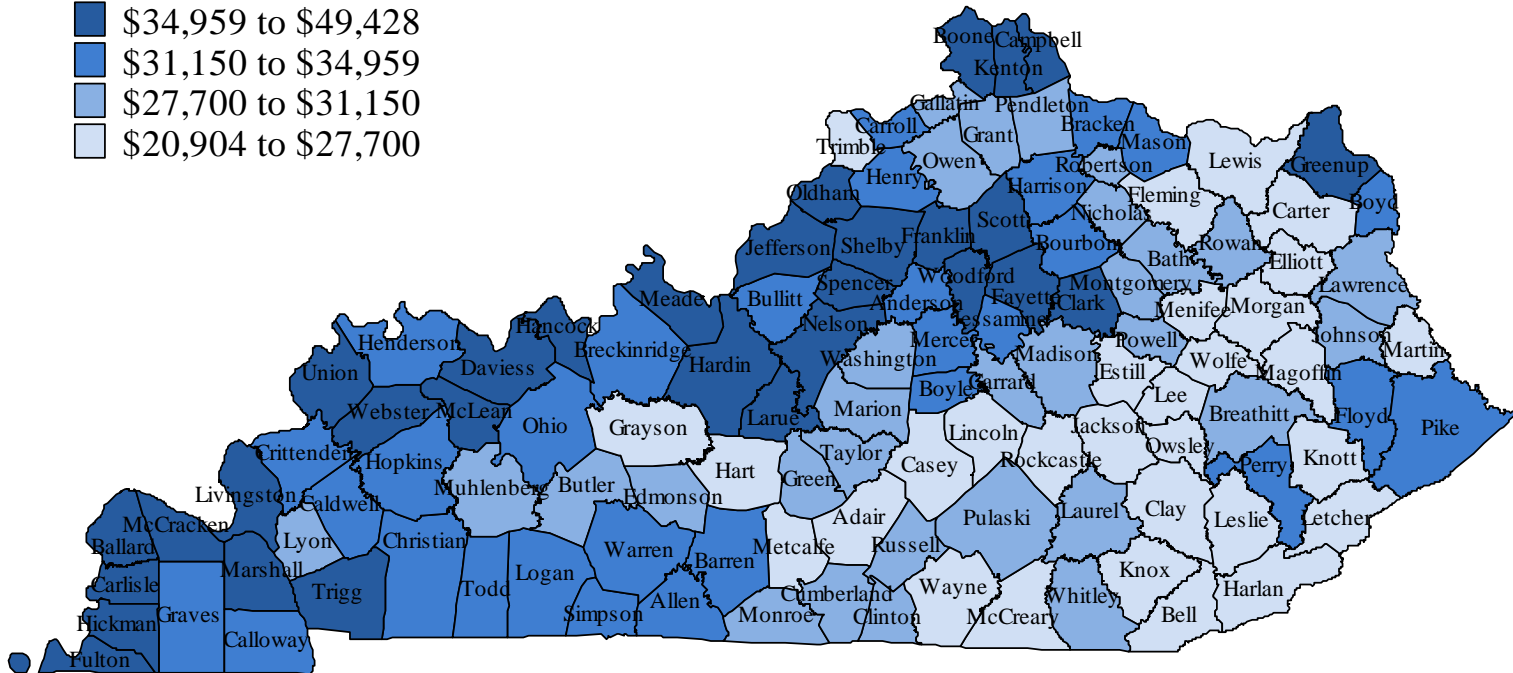 $34,959 to $49,428
$31,150 to $34,959
$27,700 to $31,150
$20,904 to $27,700
Boone
Campbell
Kenton
Gallatin
Pendleton
Carroll
Grant
Bracken
Trimble
Owen
Mason
Robertson
Lewis
Greenup
Henry
Harrison
Oldham
Fleming
Boyd
Nicholas
Carter
Scott
Jefferson
Shelby
Franklin
Bourbon
Rowan
Bath
Elliott
Spencer
Woodford
Montgomery
Lawrence
Meade
Bullitt
Anderson
Fayette
Clark
Menifee
Morgan
Hancock
Nelson
Jessamine
Henderson
Breckinridge
Mercer
Powell
Johnson
Washington
Madison
Martin
Union
Daviess
Hardin
Estill
Wolfe
Magoffin
Boyle
Garrard
Lee
Webster
McLean
Larue
Marion
Breathitt
Floyd
Ohio
Grayson
Lincoln
Jackson
Pike
Crittenden
Taylor
Rockcastle
Owsley
Hopkins
Hart
Casey
Perry
Knott
Livingston
Caldwell
Muhlenberg
Butler
Edmonson
Green
McCracken
Adair
Pulaski
Laurel
Clay
Leslie
Letcher
Ballard
Lyon
Christian
Warren
Metcalfe
Russell
Marshall
Barren
Carlisle
Trigg
Todd
Logan
Knox
Cumberland
Wayne
Harlan
Graves
Simpson
Allen
Monroe
Clinton
McCreary
Whitley
Bell
Hickman
Calloway
Fulton